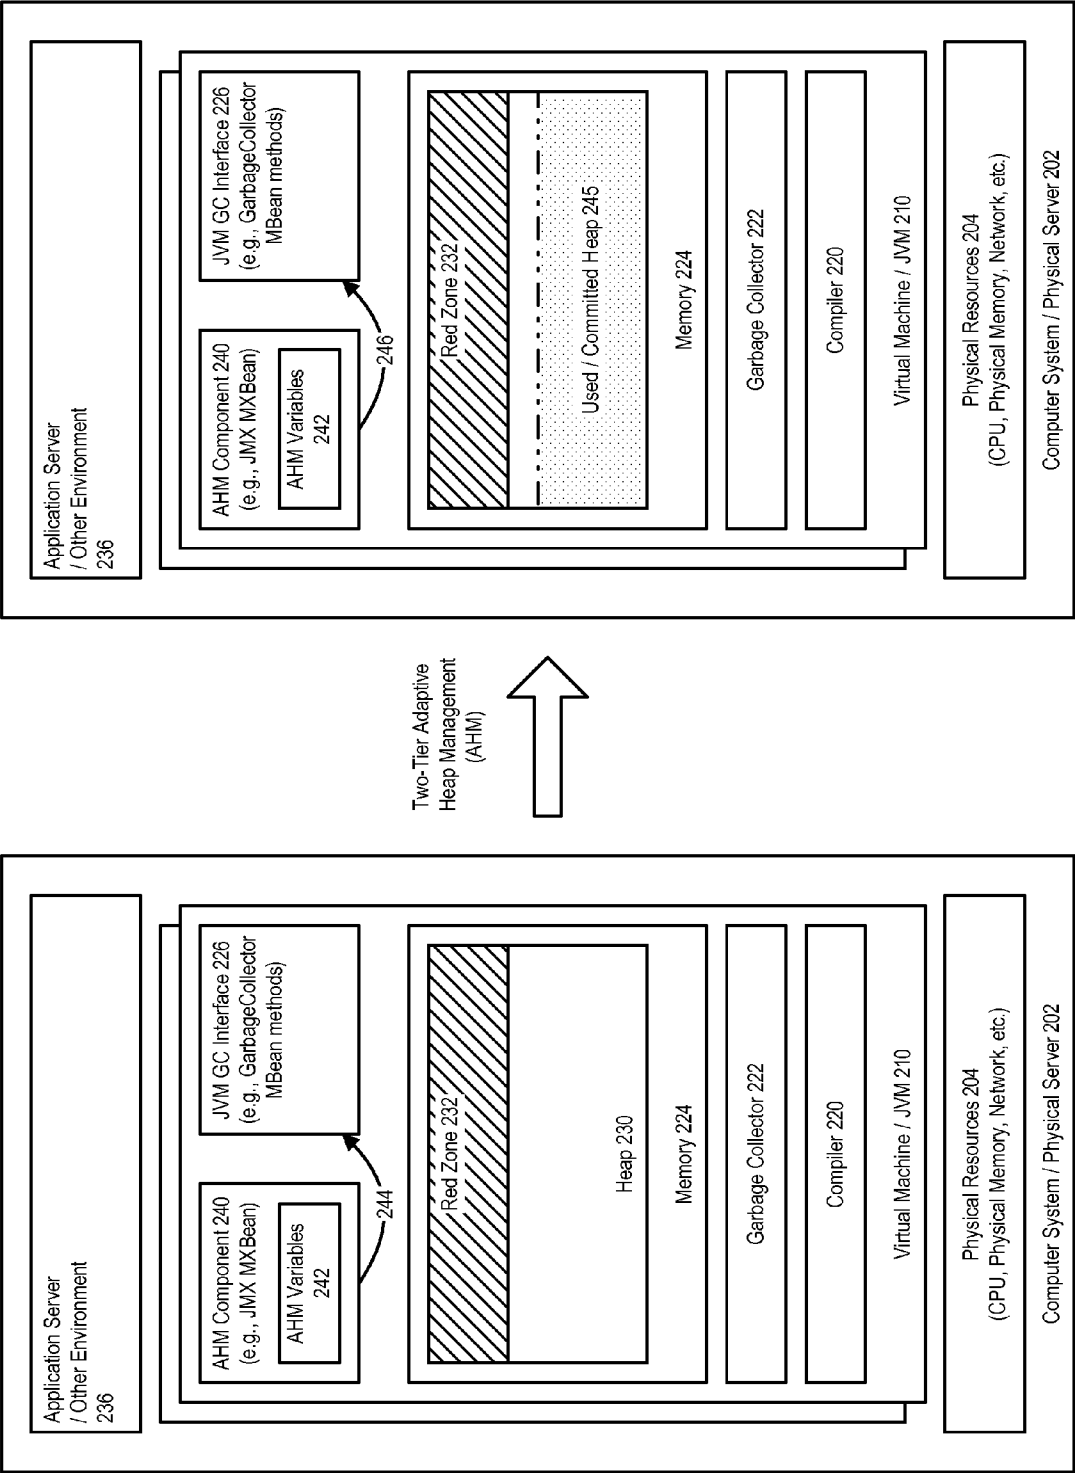 Application Server
/ Other Environment
236
AHM Component 240
(e.g., JMX MXBean)
AHM Variables
242
244
JVM GC Interface 226
(e.g., GarbageCollector
MBean methods)
Red Zone 232
Heap 230
Memory 224
Garbage Collector 222
Compiler 220
Virtual Machine / JVM 210
Physical Resources 204
(CPU, Physical Memory, Network, etc.)
Computer System / Physical Server 202
Two-Tier Adaptive
Heap Management
(AHM)
Application Server
/ Other Environment
236
AHM Component 240
(e.g., JMX MXBean)
AHM Variables
242
246
JVM GC Interface 226
(e.g., GarbageCollector
MBean methods)
Red Zone 232
Used / Committed Heap 245
Memory 224
Garbage Collector 222
Compiler 220
Virtual Machine / JVM 210
Physical Resources 204
(CPU, Physical Memory, Network, etc.)
Computer System / Physical Server 202